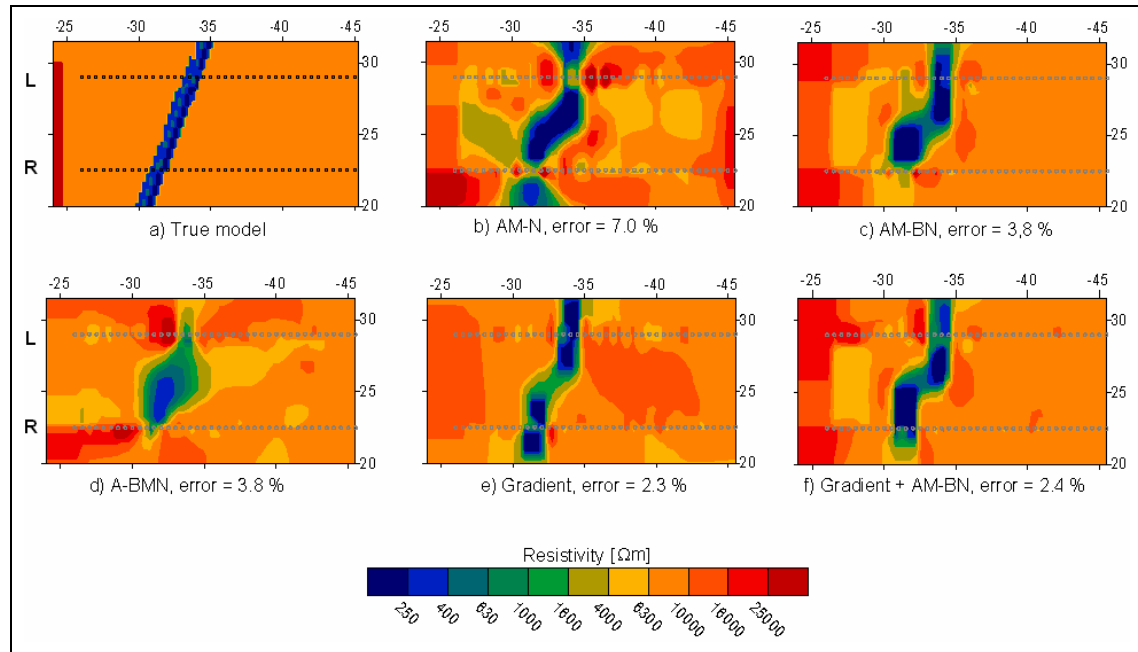 -25 -30 -35 -40 -45
-25 -30 -35 -40 -45
-25 -30 -35 -40 -45
L
R
30
25
20
30
25
20
30
25
20
a) True model
b) AM-N, error = 7.0 %
c) AM-BN, error = 3,8 %
-25 -30 -35 -40 -45
-25 -30 -35 -40 -45
-25 -30 -35 -40 -45
L
R
30
25
20
30
25
20
30
25
20
d) A-BMN, error = 3.8 %
e) Gradient, error = 2.3 %
f) Gradient + AM-BN, error = 2.4 %
Resistivity [Ωm]
250 400 630 1000 1600 4000 6300 10000 16000 25000